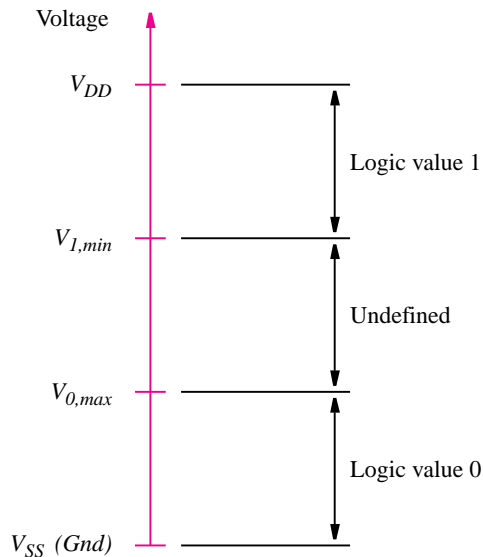 Voltage
V_DD
Logic value 1
V_1,min
Undefined
V_0,max
Logic value 0
V_SS (Gnd)